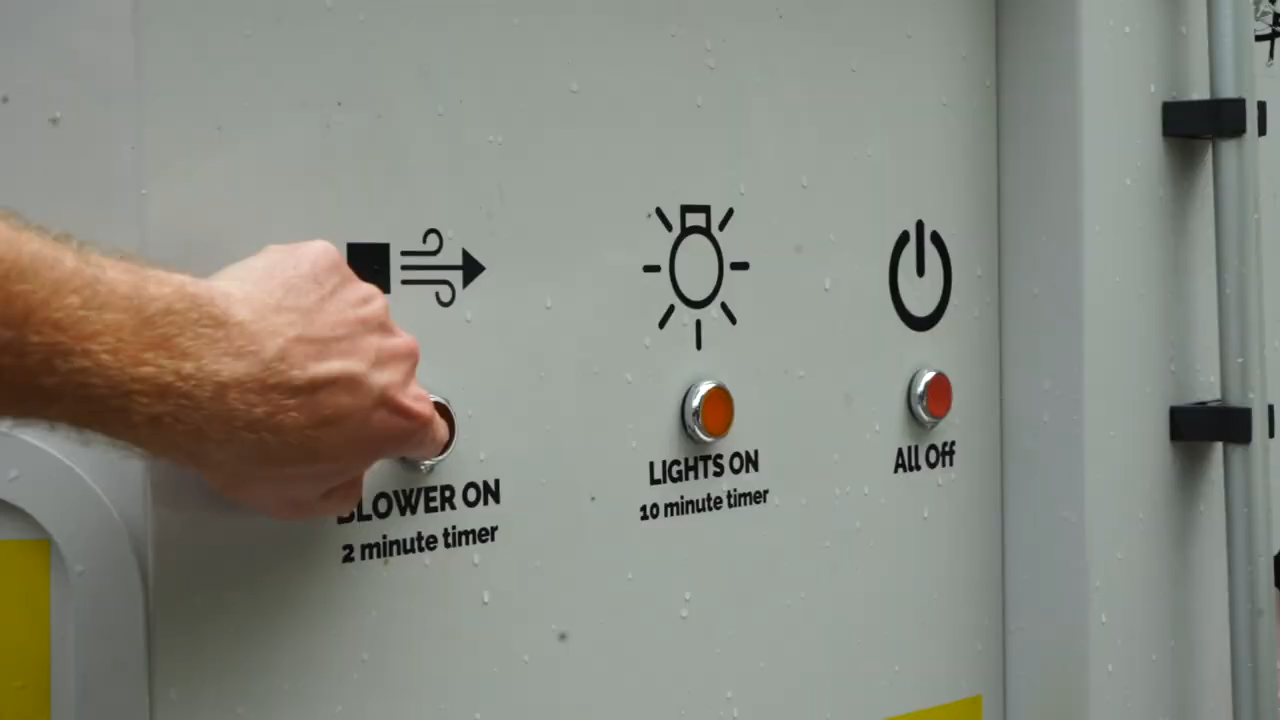 BLOWER ON
2 minute timer
LIGHTS ON
10 minute timer
All Off